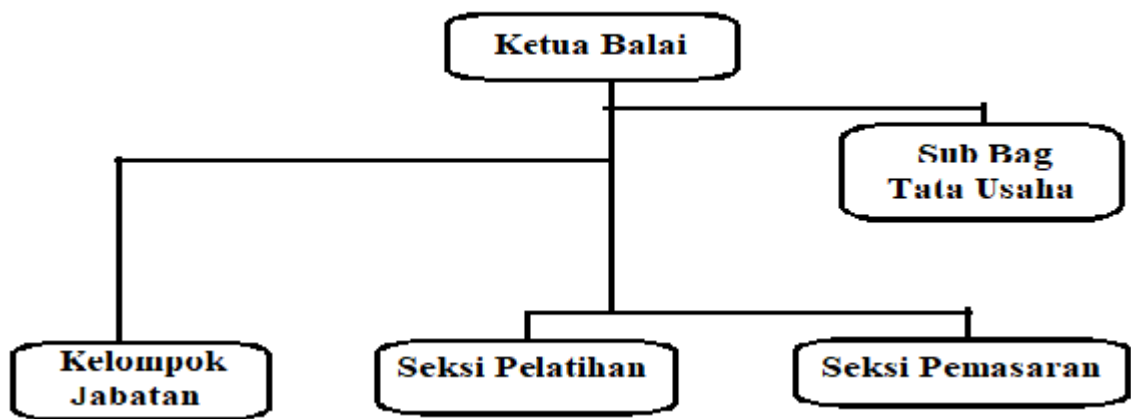 Ketua Balai
Sub Bag
Tata Usaha
Kelompok
Jabatan
Seksi Pelatihan
Seksi Pemasaran